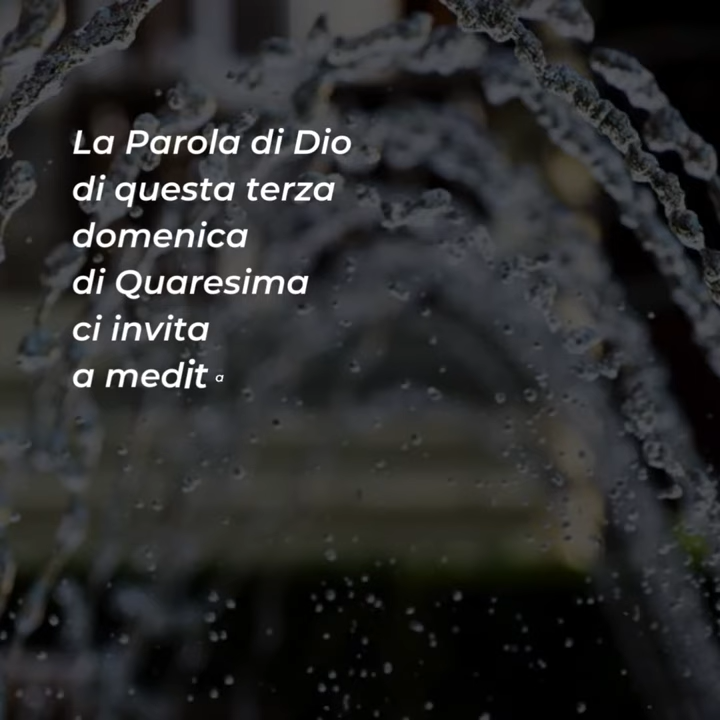 La Parola di Dio
di questa terza
domenica
di Quaresima
ci invita
a medit a